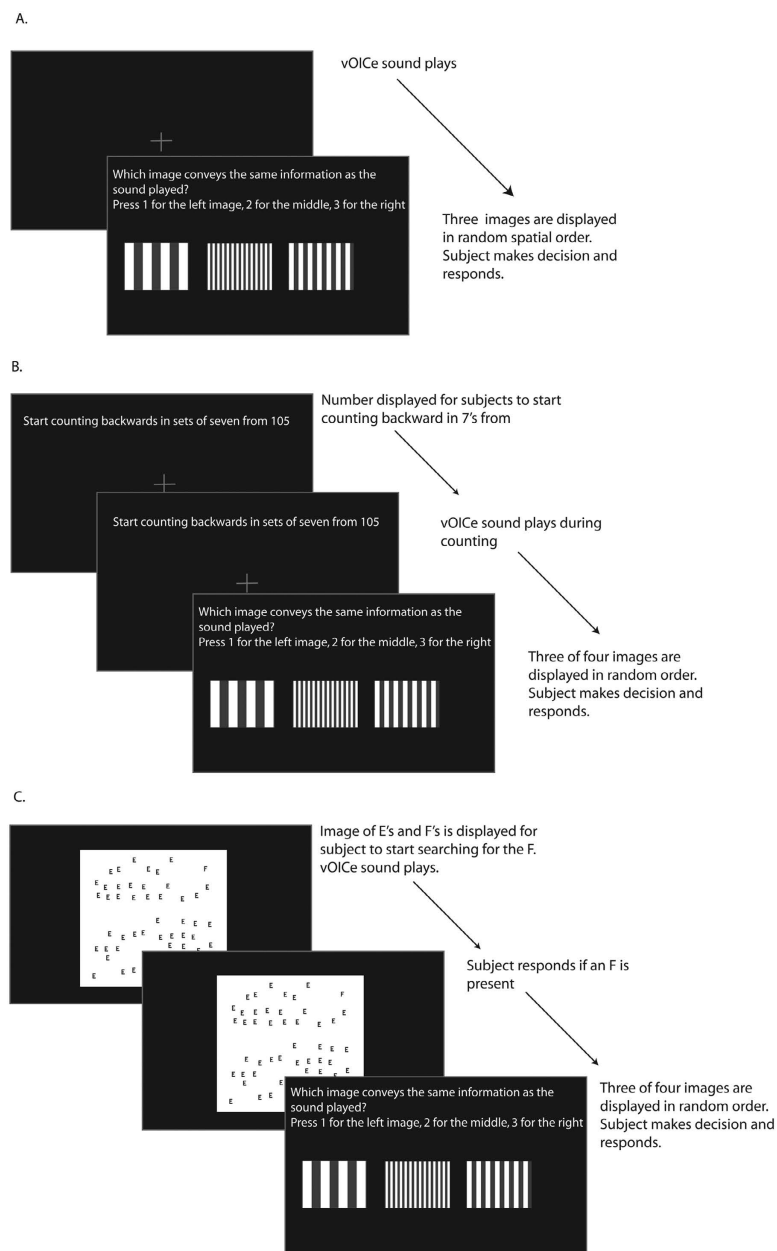 A.
vOICe sound plays
Which image conveys the same information as the
sound played?
Press 1 for the left image, 2 for the middle, 3 for the right
Three images are displayed
in random spatial order.
Subject makes decision and
responds.
B.
Start counting backwards in sets of seven from 105
Number displayed for subjects to start
counting backward in 7's from
Start counting backwards in sets of seven from 105
vOICe sound plays during
counting
Which image conveys the same information as the
sound played?
Press 1 for the left image, 2 for the middle, 3 for the right
Three of four images are
displayed in random order.
Subject makes decision and
responds.
C.
Image of E's and F's is displayed for
subject to start searching for the F.
vOICe sound plays.
Subject responds if an F is
present
Which image conveys the same information as the
sound played?
Press 1 for the left image, 2 for the middle, 3 for the right
Three of four images are
displayed in random order.
Subject makes decision and
responds.